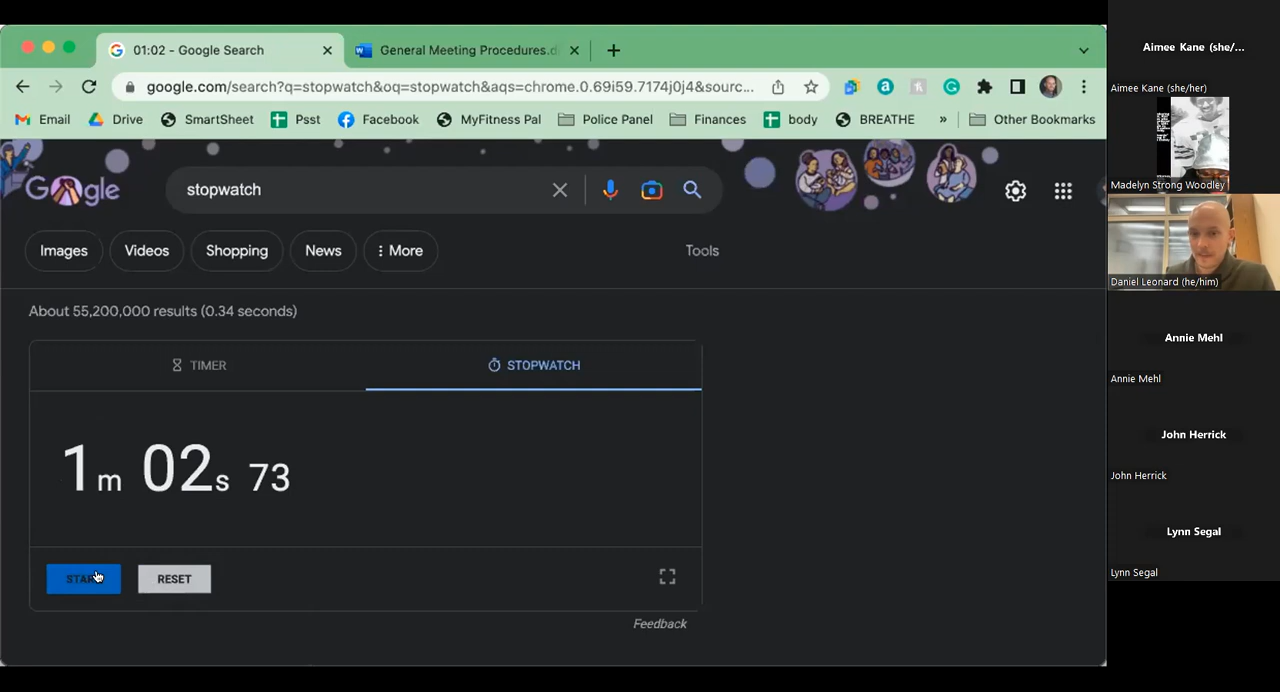 01:02 - Google Search
General Meeting Procedures.d
google.com/search?q=stopwatch&oq=stopwatch&aqs=chrome.0.69i59.7174j0j4&sourc...
Email Drive SmartSheet Psst Facebook MyFitness Pal Police Panel Finances body BREATHE » Other Bookmarks
Google
stopwatch
Images Videos Shopping News More Tools
About 55,200,000 results (0.34 seconds)
TIMER STOPWATCH
1m 02s 73
START RESET
Feedback
Aimee Kane (she/...
Aimee Kane (she/her)
Madelyn Strong Woodley
Daniel Leonard (he/him)
Annie Mehl
Annie Mehl
John Herrick
John Herrick
Lynn Segal
Lynn Segal